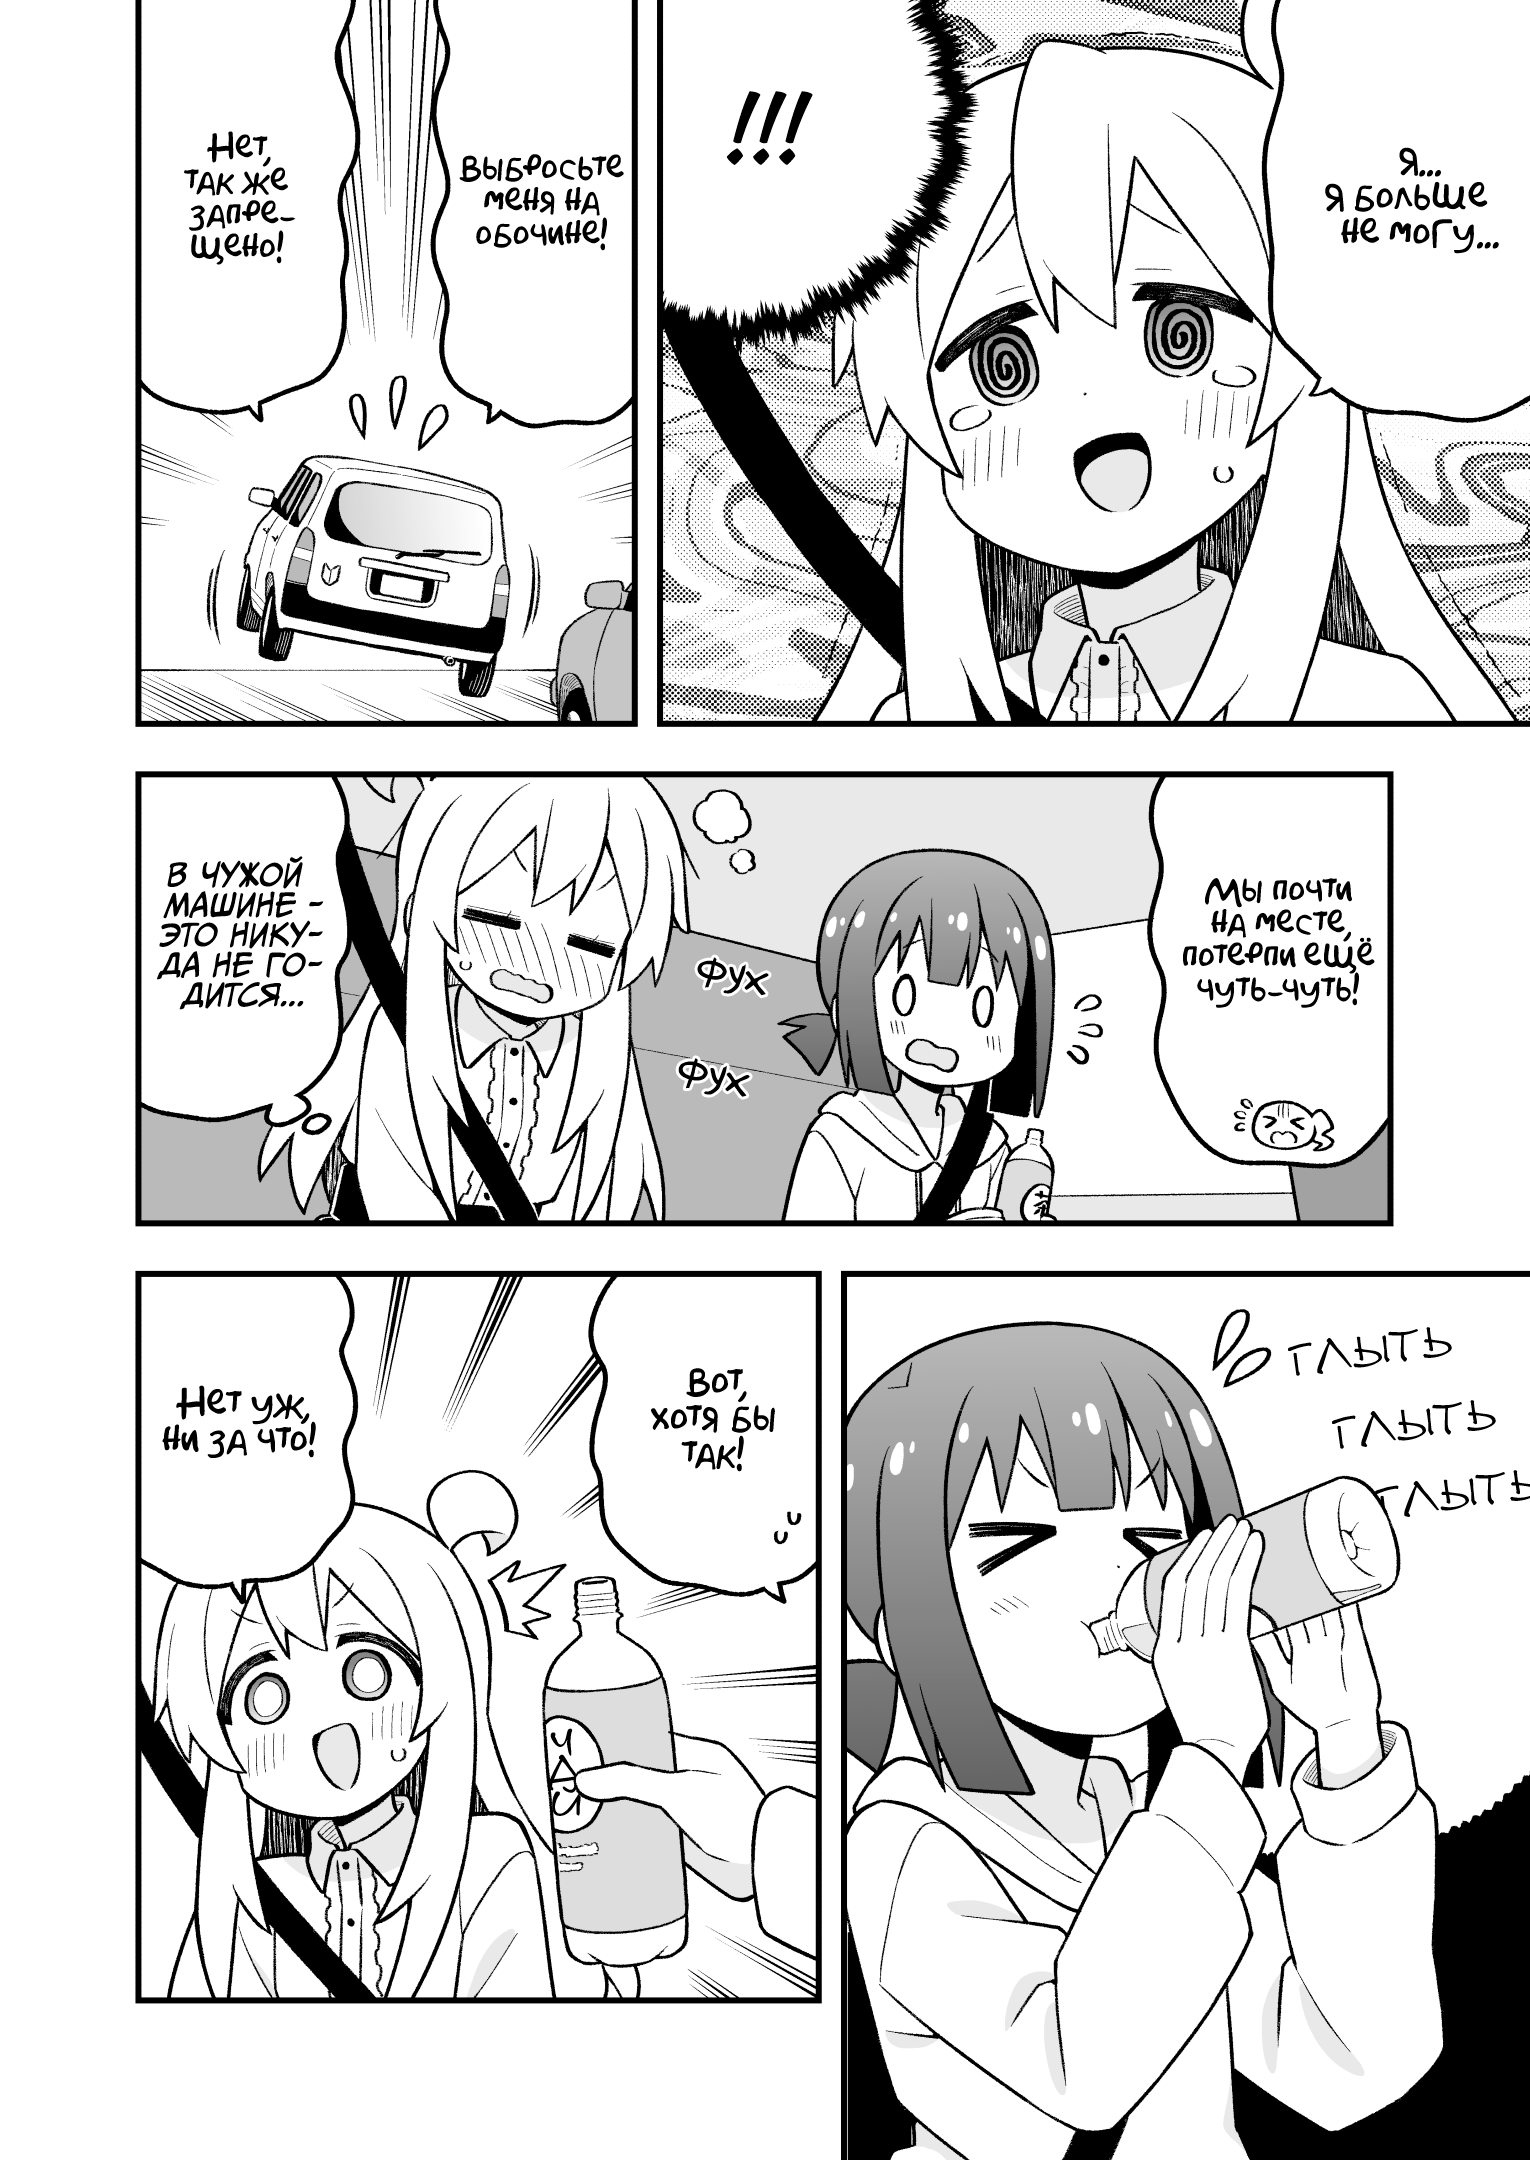 Я...
Я БОЛЬШЕ
НЕ МОГУ...
!!!
ВЫБРОСЬТЕ
МЕНЯ НА
ОБОЧИНЕ!
НЕТ,
ТАК ЖЕ
ЗАПРЕ-
ЩЕНО!
МЫ ПОЧТИ
НА МЕСТЕ,
ПОТЕРПИ ЕЩЁ
ЧУТЬ-ЧУТЬ!
茶
ФУХ
ФУХ
В ЧУЖОЙ
МАШИНЕ -
ЭТО НИКУ-
ДА НЕ ГО-
ДИТСЯ...
ГЛЫТЬ
ГЛЫТЬ
ГЛЫТЬ
ВОТ,
ХОТЯ БЫ
ТАК!
ЧАЙ
НЕТ УЖ,
НИ ЗА ЧТО!